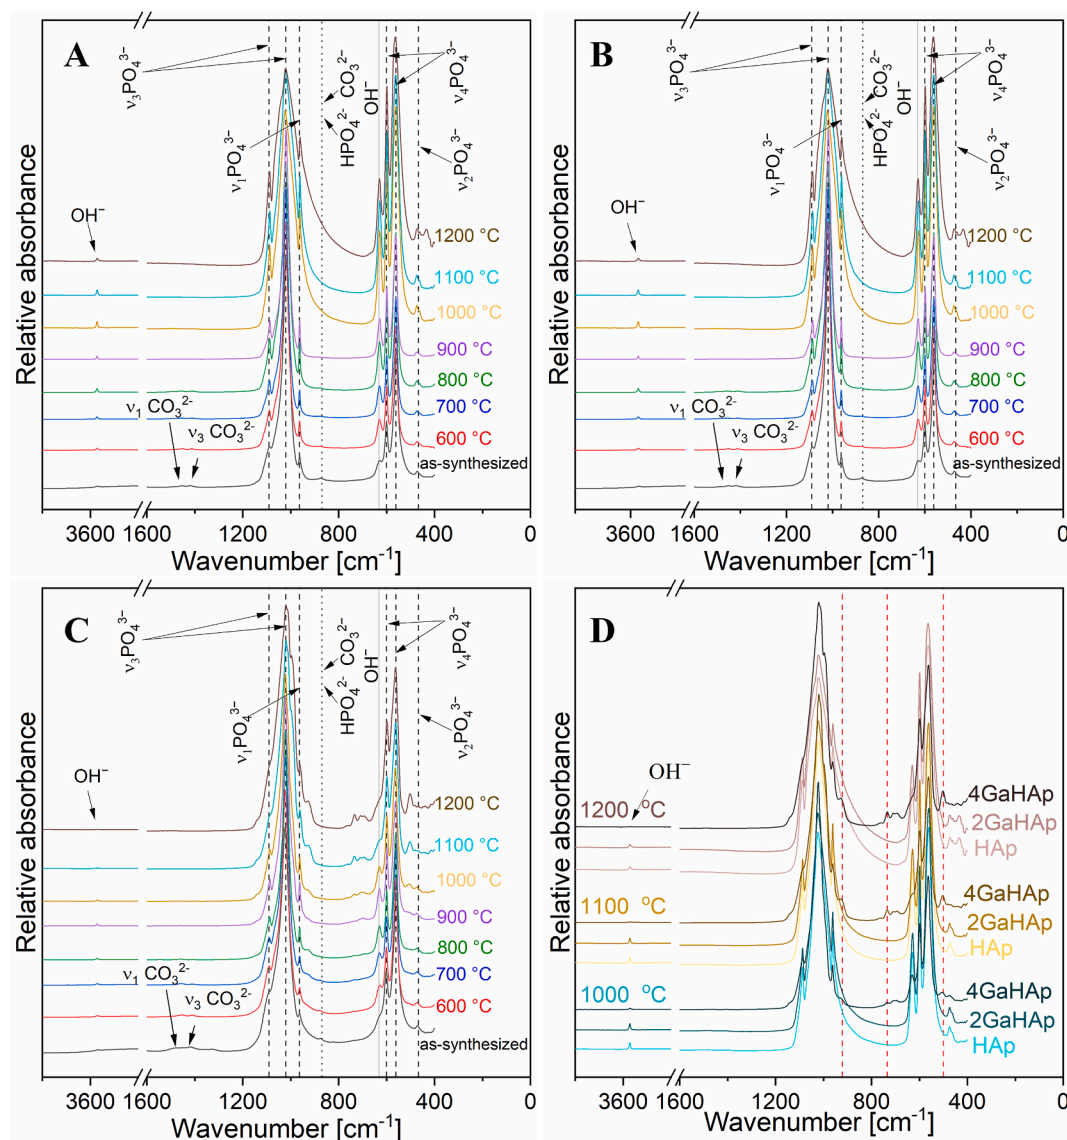 A
ν₃PO₄³⁻
ν₁PO₄³⁻
CO₃²⁻
HPO₄²⁻
OH⁻
ν₄PO₄³⁻
ν₂PO₄³⁻
OH⁻
1200 °C
1100 °C
1000 °C
900 °C
800 °C
700 °C
600 °C
as-synthesized
ν₁ CO₃²⁻
ν₃ CO₃²⁻
Relative absorbance
3600 1600 1200 800 400 0
Wavenumber [cm⁻¹]
B
ν₃PO₄³⁻
ν₁PO₄³⁻
CO₃²⁻
HPO₄²⁻
OH⁻
ν₄PO₄³⁻
ν₂PO₄³⁻
OH⁻
1200 °C
1100 °C
1000 °C
900 °C
800 °C
700 °C
600 °C
as-synthesized
ν₁ CO₃²⁻
ν₃ CO₃²⁻
Relative absorbance
3600 1600 1200 800 400 0
Wavenumber [cm⁻¹]
C
ν₃PO₄³⁻
ν₁PO₄³⁻
CO₃²⁻
HPO₄²⁻
OH⁻
ν₄PO₄³⁻
ν₂PO₄³⁻
OH⁻
1200 °C
1100 °C
1000 °C
900 °C
800 °C
700 °C
600 °C
as-synthesized
ν₁ CO₃²⁻
ν₃ CO₃²⁻
Relative absorbance
3600 1600 1200 800 400 0
Wavenumber [cm⁻¹]
D
OH⁻
1200 °C
4GaHAp
2GaHAp
HAp
1100 °C
4GaHAp
2GaHAp
HAp
1000 °C
4GaHAp
2GaHAp
HAp
Relative absorbance
3600 1600 1200 800 400 0
Wavenumber [cm⁻¹]